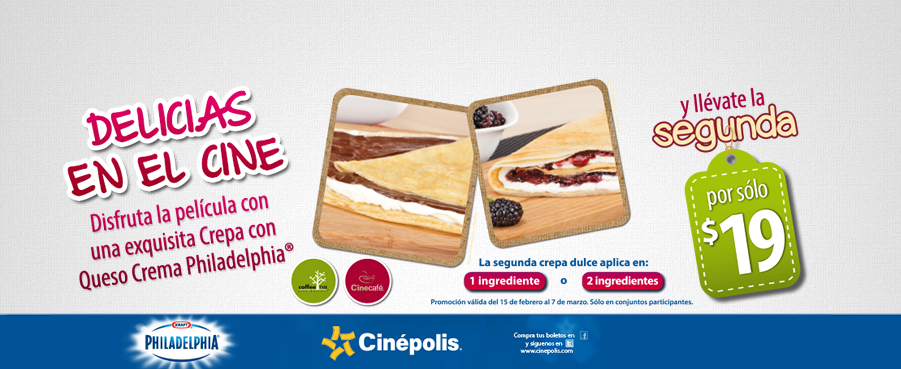 DELICIAS
EN EL CINE
Disfruta la película con
una exquisita Crepa con
Queso Crema Philadelphia®
y llévate la
segunda
por sólo
$19
La segunda crepa dulce aplica en:
1 ingrediente o 2 ingredientes
Promoción válida del 15 de febrero al 7 de marzo. Sólo en conjuntos participantes.
Cinecafé.
KRAFT
PHILADELPHIA
Cinépolis.
Compra tus boletos en
y síguenos en
www.cinepolis.com